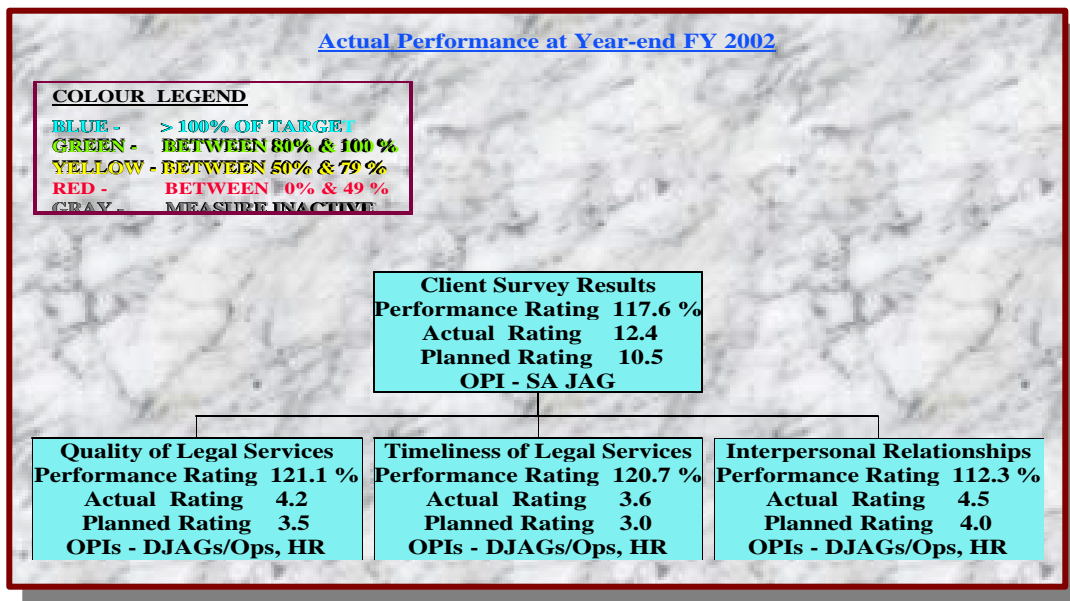 Actual Performance at Year-end FY 2002
COLOUR LEGEND
BLUE - > 100% OF TARGET
GREEN - BETWEEN 80% & 100 %
YELLOW - BETWEEN 50% & 79 %
RED - BETWEEN 0% & 49 %
GRAY - MEASURE INACTIVE
Client Survey Results
Performance Rating 117.6 %
Actual Rating 12.4
Planned Rating 10.5
OPI - SA JAG
Quality of Legal Services
Performance Rating 121.1 %
Actual Rating 4.2
Planned Rating 3.5
OPIs - DJAGs/Ops, HR
Timeliness of Legal Services
Performance Rating 120.7 %
Actual Rating 3.6
Planned Rating 3.0
OPIs - DJAGs/Ops, HR
Interpersonal Relationships
Performance Rating 112.3 %
Actual Rating 4.5
Planned Rating 4.0
OPIs - DJAGs/Ops, HR